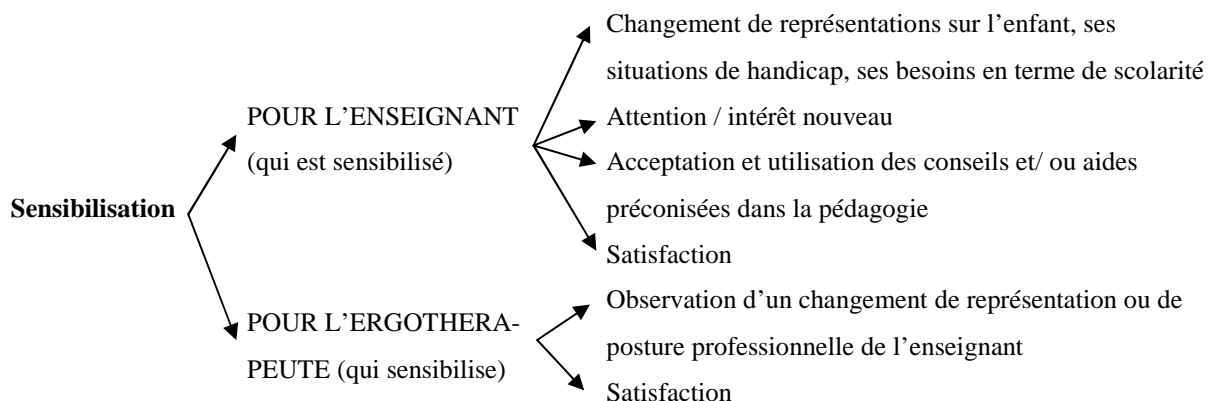 Sensibilisation
POUR L’ENSEIGNANT
(qui est sensibilisé)
Changement de représentations sur l’enfant, ses
situations de handicap, ses besoins en terme de scolarité
Attention / intérêt nouveau
Acceptation et utilisation des conseils et/ ou aides
préconisées dans la pédagogie
Satisfaction
POUR L’ERGOTHERA-
PEUTE (qui sensibilise)
Observation d’un changement de représentation ou de
posture professionnelle de l’enseignant
Satisfaction